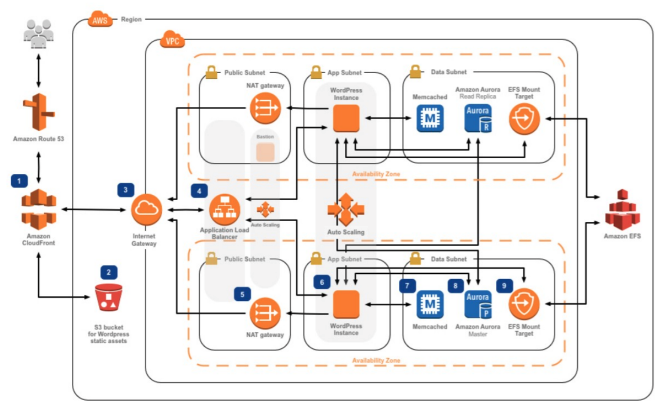 AWS
Region
VPC
Public Subnet
App Subnet
Data Subnet
NAT gateway
WordPress
Instance
Memcached
Amazon Aurora
Read Replica
EFS Mount
Target
Aurora
M
R
Amazon Route 53
Bastion
Availability Zone
1
3
4
Amazon
CloudFront
Internet
Gateway
Application Load
Balancer
Auto Scaling
Auto Scaling
Amazon EFS
Public Subnet
App Subnet
Data Subnet
2
5
6
7
8
9
Aurora
M
P
S3 bucket
for Wordpress
static assets
NAT gateway
WordPress
Instance
Memcached
Amazon Aurora
Master
EFS Mount
Target
Availability Zone